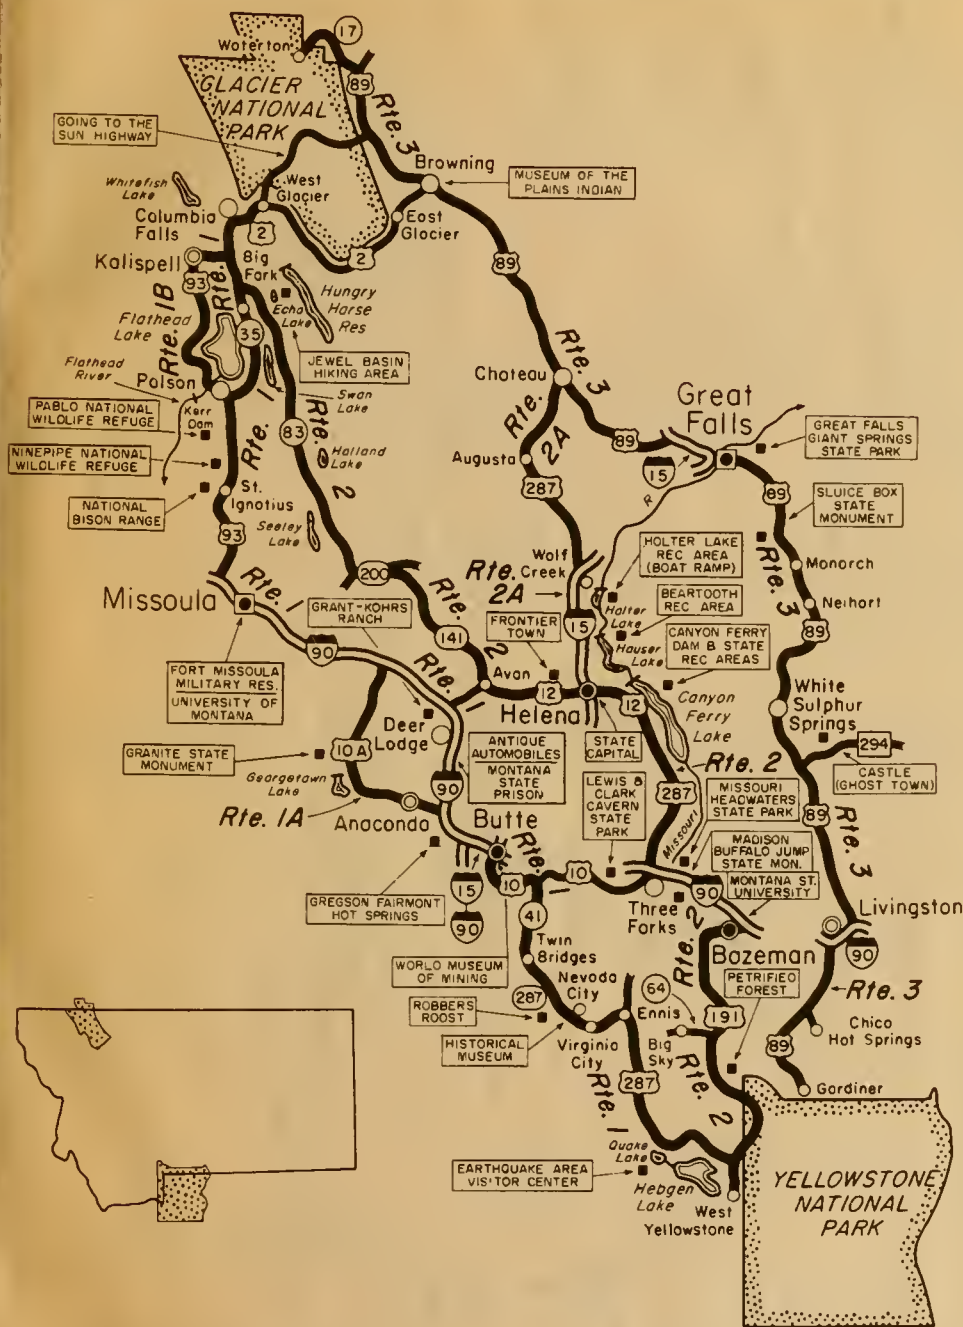 17
Waterton
GLACIER
NATIONAL
PARK
89
Rte. 3
GOING TO THE
SUN HIGHWAY
Browning
MUSEUM OF THE
PLAINS INDIAN
Whitefish
Lake
West
Glacier
Columbia
Falls
East
Glacier
2
2
Rte. 1
Kalispell
93
Big
Fork
Echo
Lake
Hungry
Horse
Res
89
Rte. 1B
Flathead
Lake
35
JEWEL BASIN
HIKING AREA
Flathead
River
Polson
Kerr
Dam
Swan
Lake
PABLO NATIONAL
WILDLIFE REFUGE
NINEPIPE NATIONAL
WILDLIFE REFUGE
NATIONAL
BISON RANGE
Rte. 1
St.
Ignatius
93
83
Rte. 2
Holland
Lake
Seeley
Lake
Choteau
Rte. 3
Rte. 2A
89
Great
Falls
15
GREAT FALLS
GIANT SPRINGS
STATE PARK
Augusta
287
R
89
SLUICE BOX
STATE
MONUMENT
Monarch
Rte. 3
Neihart
89
Wolf
Creek
Rte.
2A
HOLTER LAKE
REC AREA
(BOAT RAMP)
Holter
Lake
BEARTOOTH
REC AREA
Hauser
Lake
CANYON FERRY
DAM & STATE
REC AREAS
15
200
Rte. 2
141
Missoula
Rte. 1
90
GRANT-KOHRS
RANCH
FRONTIER
TOWN
FORT MISSOULA
MILITARY RES.
UNIVERSITY OF
MONTANA
Rte.
Avon
12
Helena
12
Canyon
Ferry
Lake
White
Sulphur
Springs
294
CASTLE
(GHOST TOWN)
Deer
Lodge
ANTIQUE
AUTOMOBILES
MONTANA
STATE
PRISON
STATE
CAPITAL
Rte. 2
GRANITE STATE
MONUMENT
10A
Georgetown
Lake
90
Rte. 1A
Anaconda
Butte
LEWIS &
CLARK
CAVERN
STATE
PARK
287
Missouri
MISSOURI
HEADWATERS
STATE PARK
MADISON
BUFFALO JUMP
STATE MON.
MONTANA ST.
UNIVERSITY
89
Rte. 3
Rte. 1
10
10
15
90
GREGSON FAIRMONT
HOT SPRINGS
41
Three
Forks
90
Rte. 2
Livingston
90
Bozeman
WORLD MUSEUM
OF MINING
Twin
Bridges
ROBBERS
ROOST
287
Nevada
City
HISTORICAL
MUSEUM
Virginia
City
Ennis
64
Big
Sky
191
PETRIFIED
FOREST
Rte. 3
Chico
Hot Springs
89
Gardiner
Rte. 1
287
Rte. 2
Quake
Lake
EARTHQUAKE AREA
VISITOR CENTER
Hebgen
Lake
West
Yellowstone
YELLOWSTONE
NATIONAL
PARK